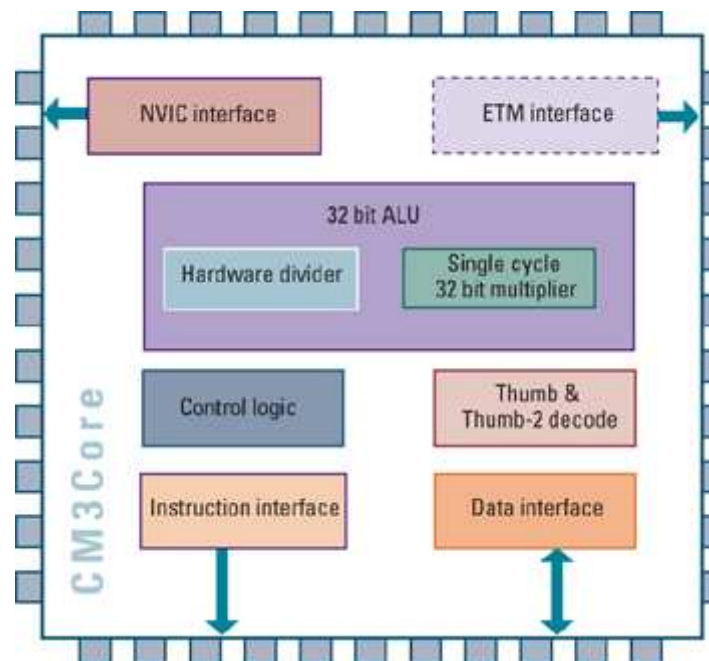 NVIC interface
ETM interface
32 bit ALU
Hardware divider
Single cycle
32 bit multiplier
Control logic
Thumb &
Thumb-2 decode
Instruction interface
Data interface
CM3Core